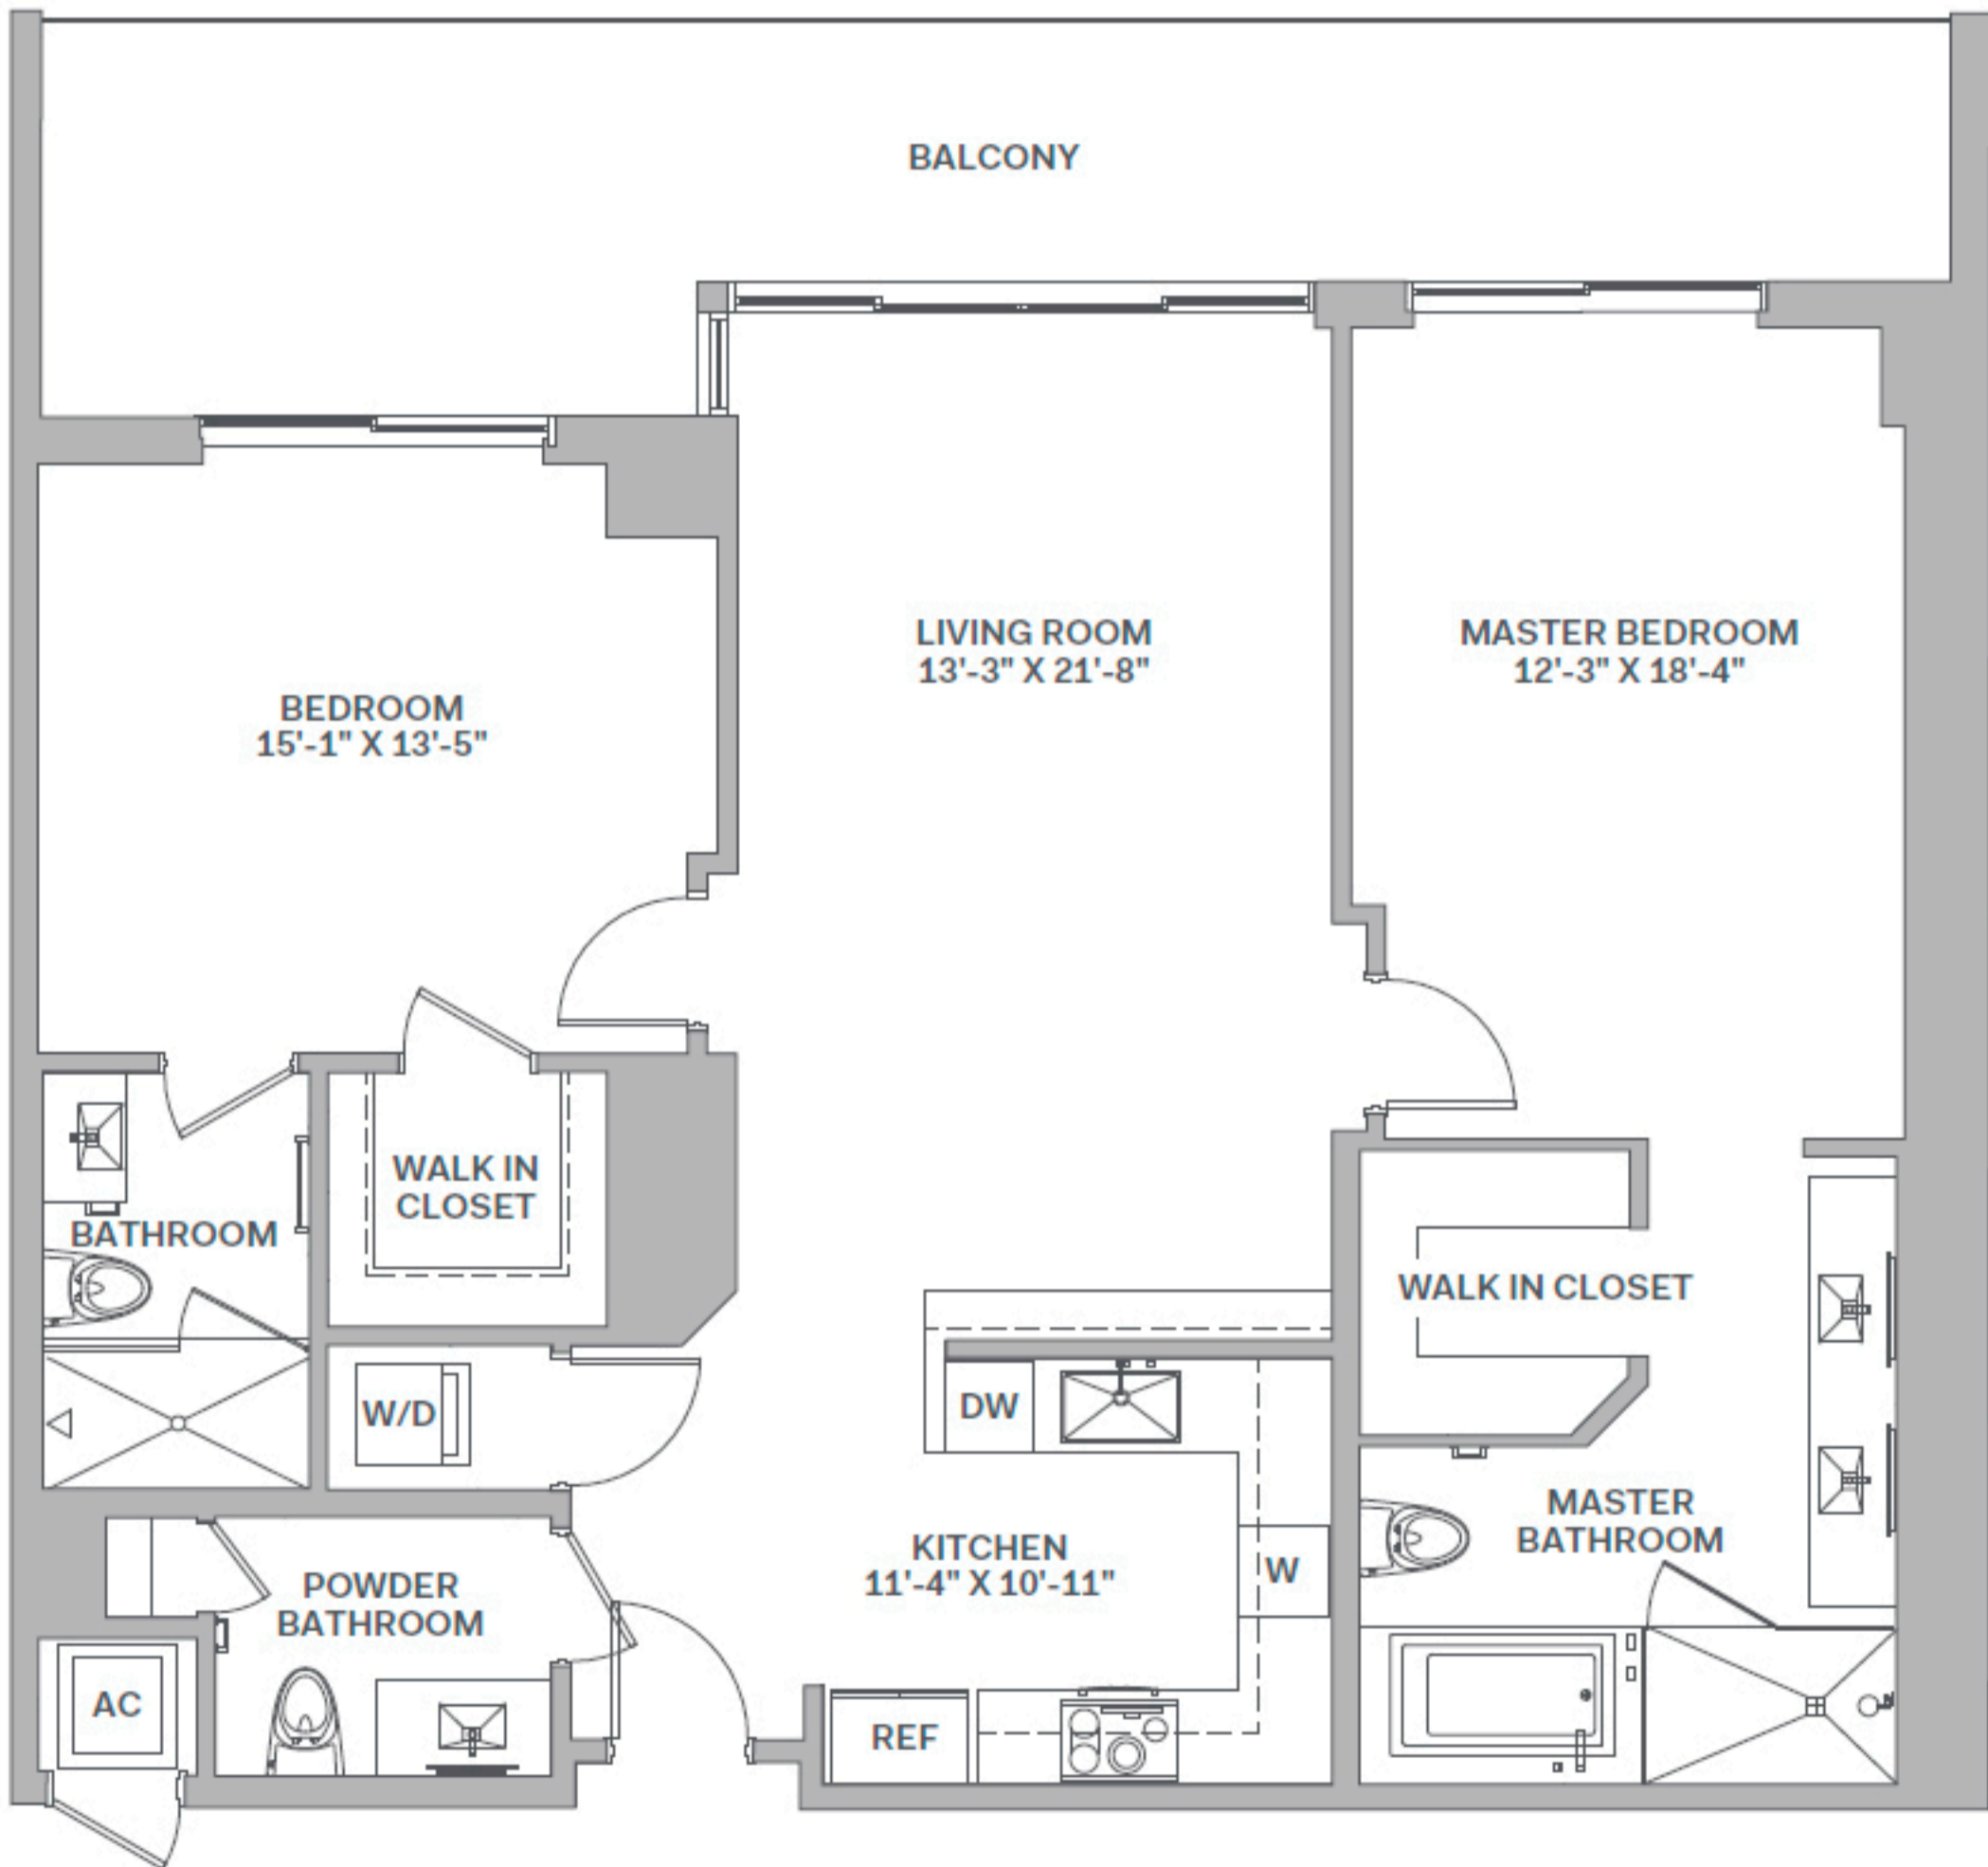 BALCONY
LIVING ROOM
13'-3" X 21'-8"
MASTER BEDROOM
12'-3" X 18'-4"
BEDROOM
15'-1" X 13'-5"
WALK IN
CLOSET
BATHROOM
WALK IN CLOSET
W/D
DW
MASTER
BATHROOM
KITCHEN
11'-4" X 10'-11"
W
POWDER
BATHROOM
AC
REF